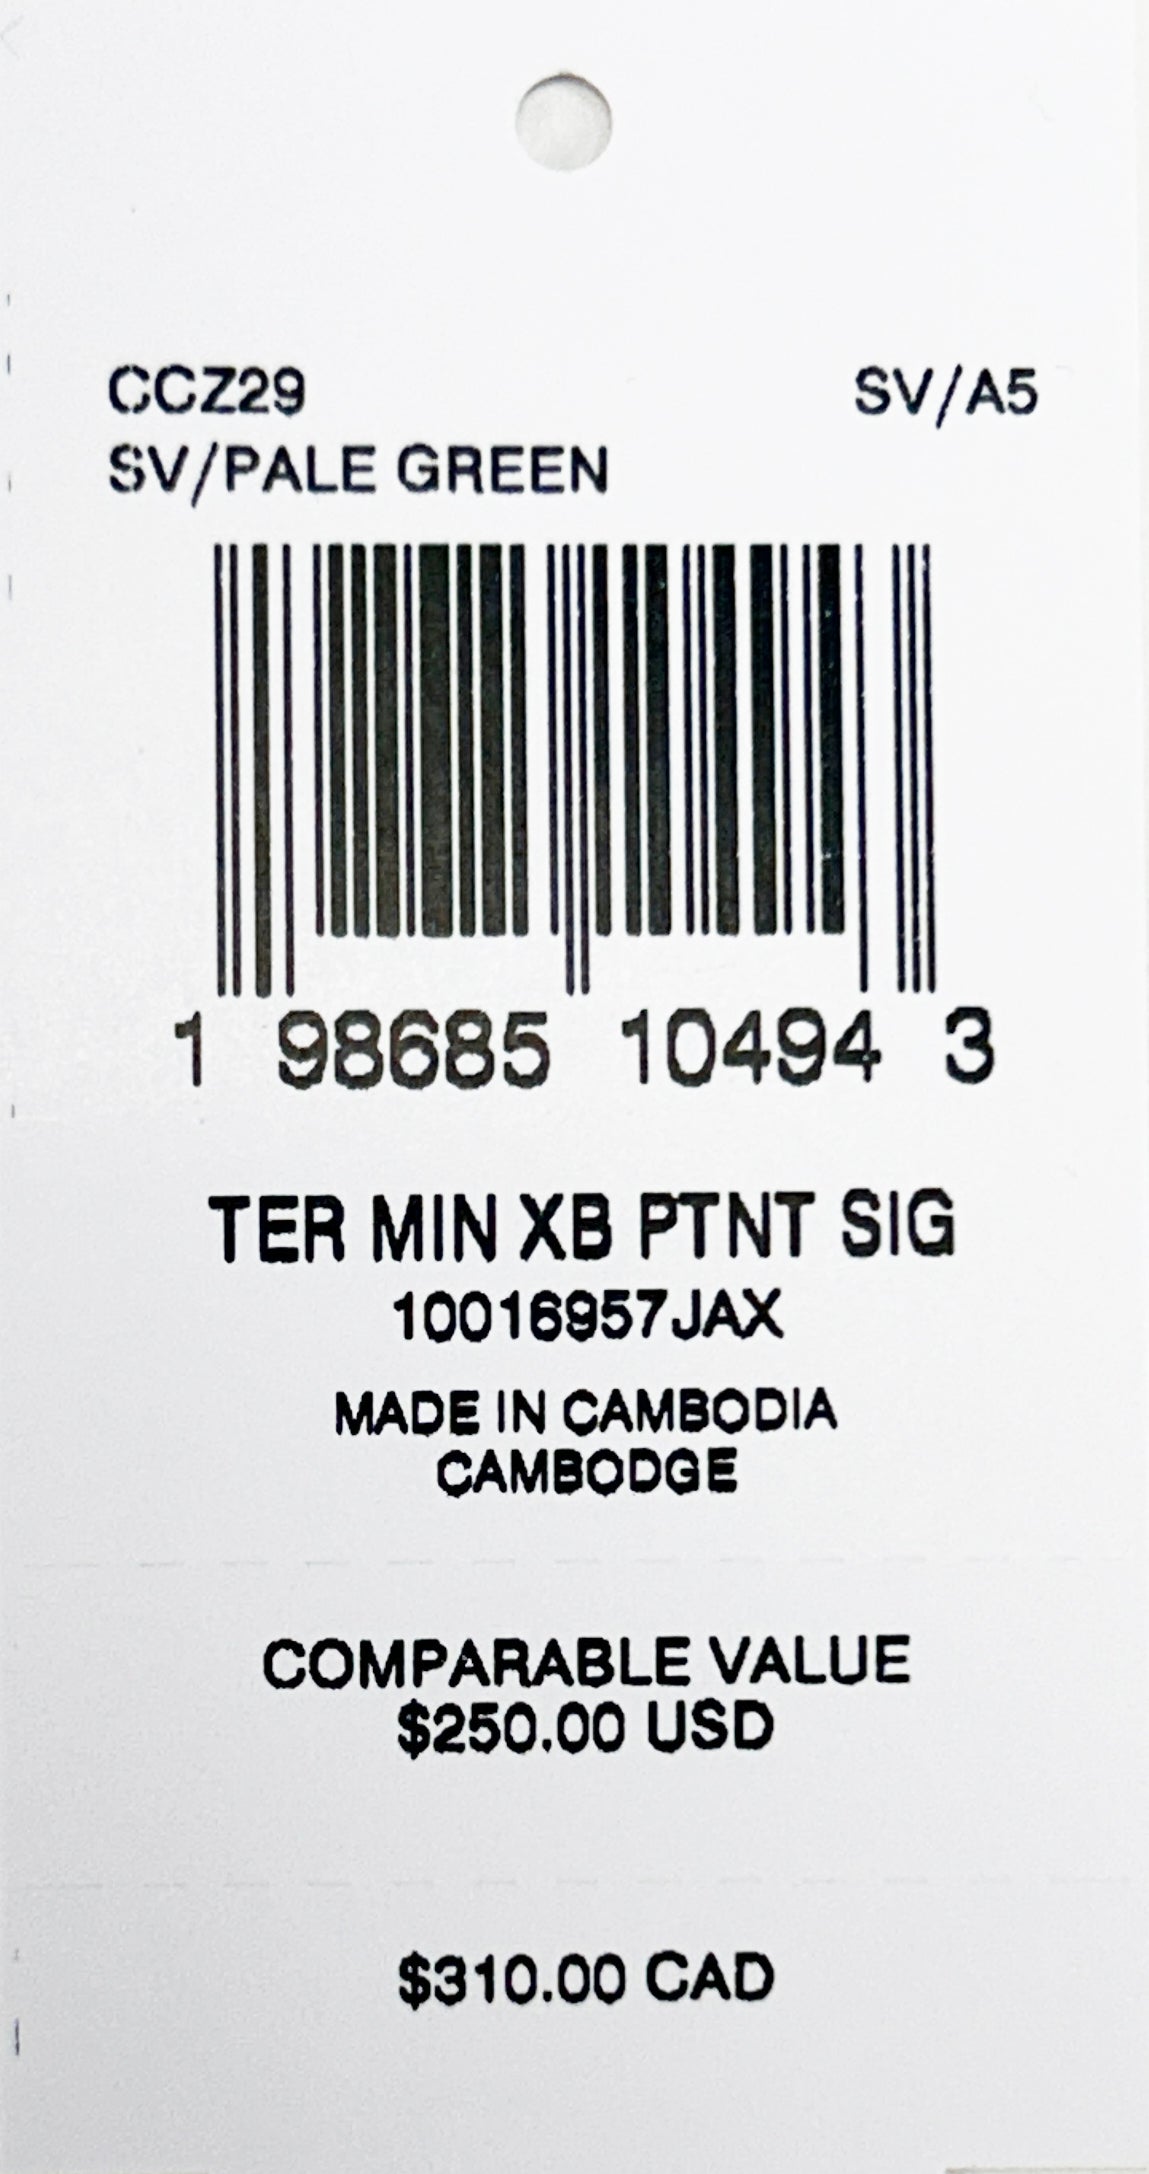 CCZ29 SV/A5
SV/PALE GREEN
1 98685 10494 3
TER MIN XB PTNT SIG
10016957JAX
MADE IN CAMBODIA
CAMBODGE
COMPARABLE VALUE
$250.00 USD
$310.00 CAD